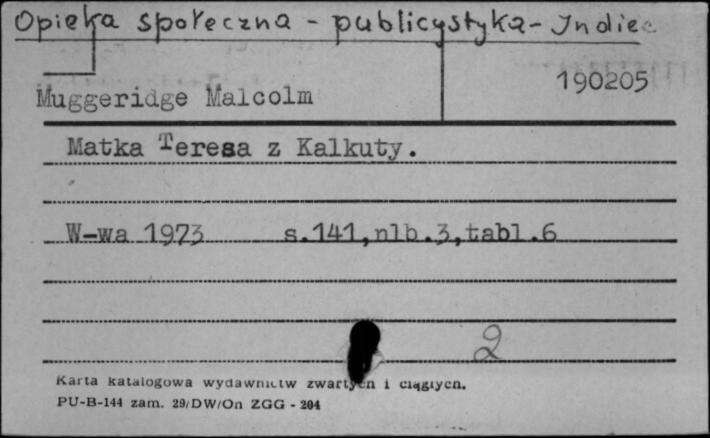 Opieka społeczna - publicystyka - Indie
190205
Muggeridge Malcolm
Matka Teresa z Kalkuty.
W-wa 1973 s.141,nlb.3,tabl.6
2
Karta katalogowa wydawnictw zwartych i ciągłych.
PU-B-144 zam. 29/DW/On ZGG - 204